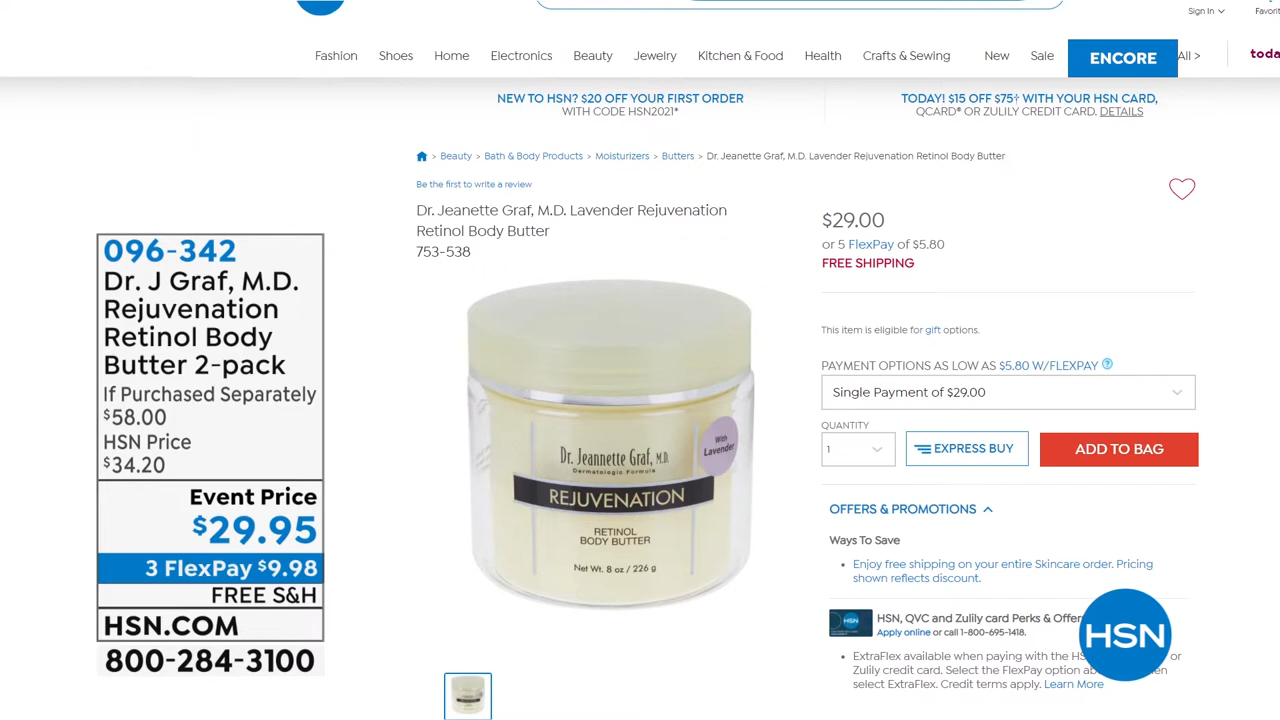 Sign In
Fashion Shoes Home Electronics Beauty Jewelry Kitchen & Food Health Crafts & Sewing New Sale ENCORE All >
NEW TO HSN? $20 OFF YOUR FIRST ORDER
WITH CODE HSN2021*
TODAY! $15 OFF $75† WITH YOUR HSN CARD,
QCARD® OR ZULILY CREDIT CARD. DETAILS
> Beauty > Bath & Body Products > Moisturizers > Butters > Dr. Jeanette Graf, M.D. Lavender Rejuvenation Retinol Body Butter
Be the first to write a review
Dr. Jeanette Graf, M.D. Lavender Rejuvenation
Retinol Body Butter
753-538
096-342
Dr. J Graf, M.D.
Rejuvenation
Retinol Body
Butter 2-pack
If Purchased Separately
$58.00
HSN Price
$34.20
Event Price
$29.95
3 FlexPay $9.98
FREE S&H
HSN.COM
800-284-3100
With
Lavender
Dr. Jeannette Graf, M.D.
Dermatologic Formula
REJUVENATION
RETINOL
BODY BUTTER
Net Wt. 8 oz / 226 g
$29.00
or 5 FlexPay of $5.80
FREE SHIPPING
This item is eligible for gift options.
PAYMENT OPTIONS AS LOW AS $5.80 W/FLEXPAY ?
Single Payment of $29.00
QUANTITY
1
EXPRESS BUY
ADD TO BAG
OFFERS & PROMOTIONS
Ways To Save
• Enjoy free shipping on your entire Skincare order. Pricing
shown reflects discount.
HSN
HSN, QVC and Zulily card Perks &
Apply online or call 1-800-695-1418.
• ExtraFlex available when paying with the or
Zulily credit card. Select the FlexPay option
select ExtraFlex. Credit terms apply. Learn More
HSN